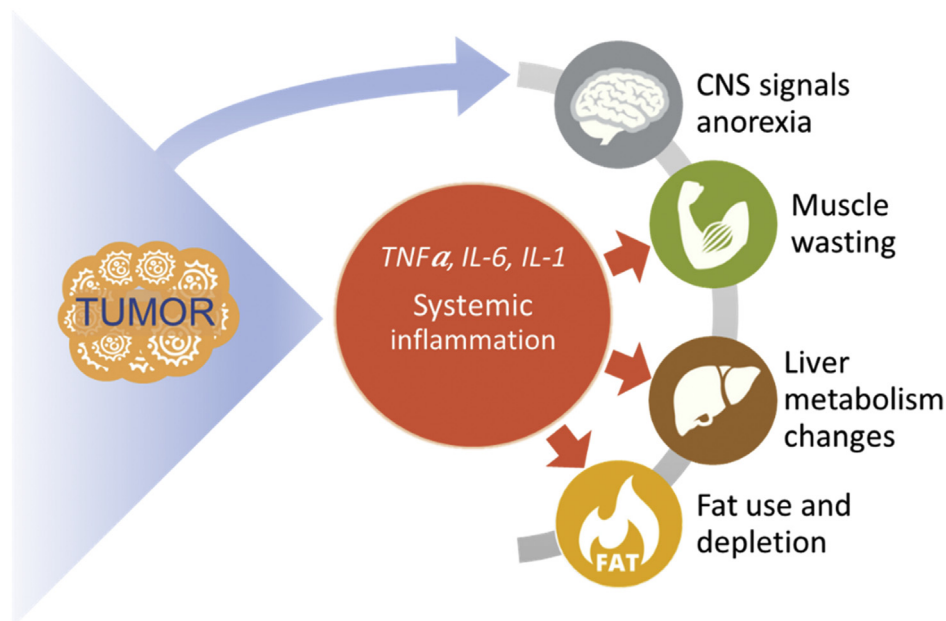 CNS signals
anorexia
Muscle
wasting
TNFα, IL-6, IL-1
Systemic
inflammation
TUMOR
Liver
metabolism
changes
Fat use and
depletion
FAT